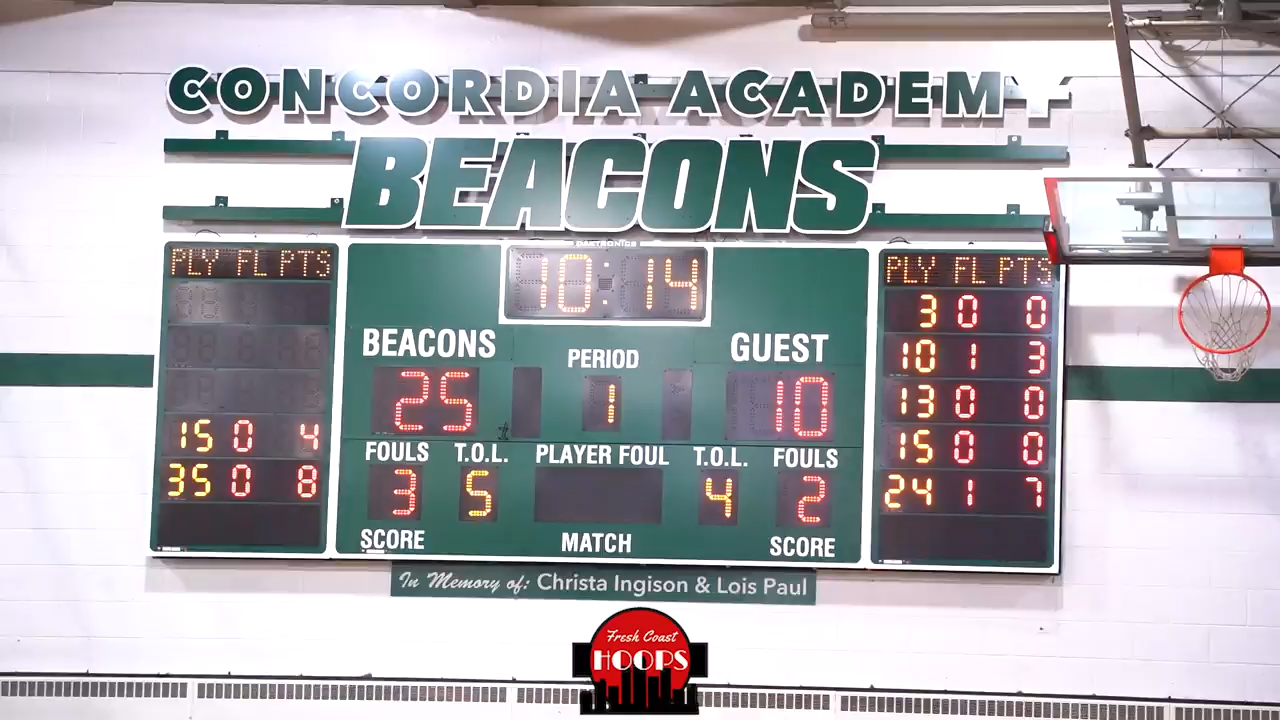 CONCORDIA ACADEMY
BEACONS
DAKTRONICS
PLY FL PTS
10:14
PLY FL PTS
3 0 0
BEACONS
PERIOD
GUEST
10 1 3
25
1
10
13 0 0
15 0 4
FOULS T.O.L. PLAYER FOUL T.O.L. FOULS
15 0 0
35 0 8
3 5 4 2
24 1 7
SCORE
MATCH
SCORE
In Memory of: Christa Ingison & Lois Paul
Fresh Coast
HOOPS